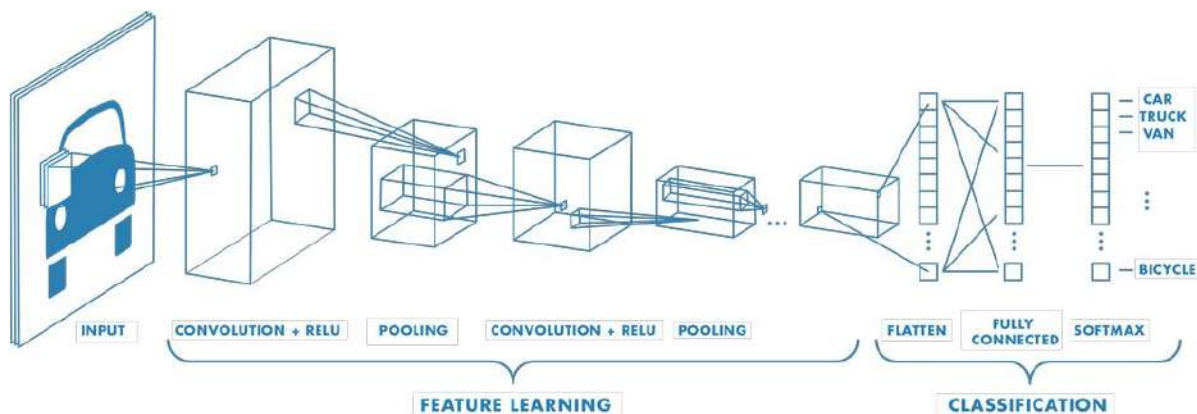 CAR
TRUCK
VAN
BICYCLE
INPUT
CONVOLUTION + RELU
POOLING
CONVOLUTION + RELU
POOLING
FLATTEN
FULLY
CONNECTED
SOFTMAX
FEATURE LEARNING
CLASSIFICATION